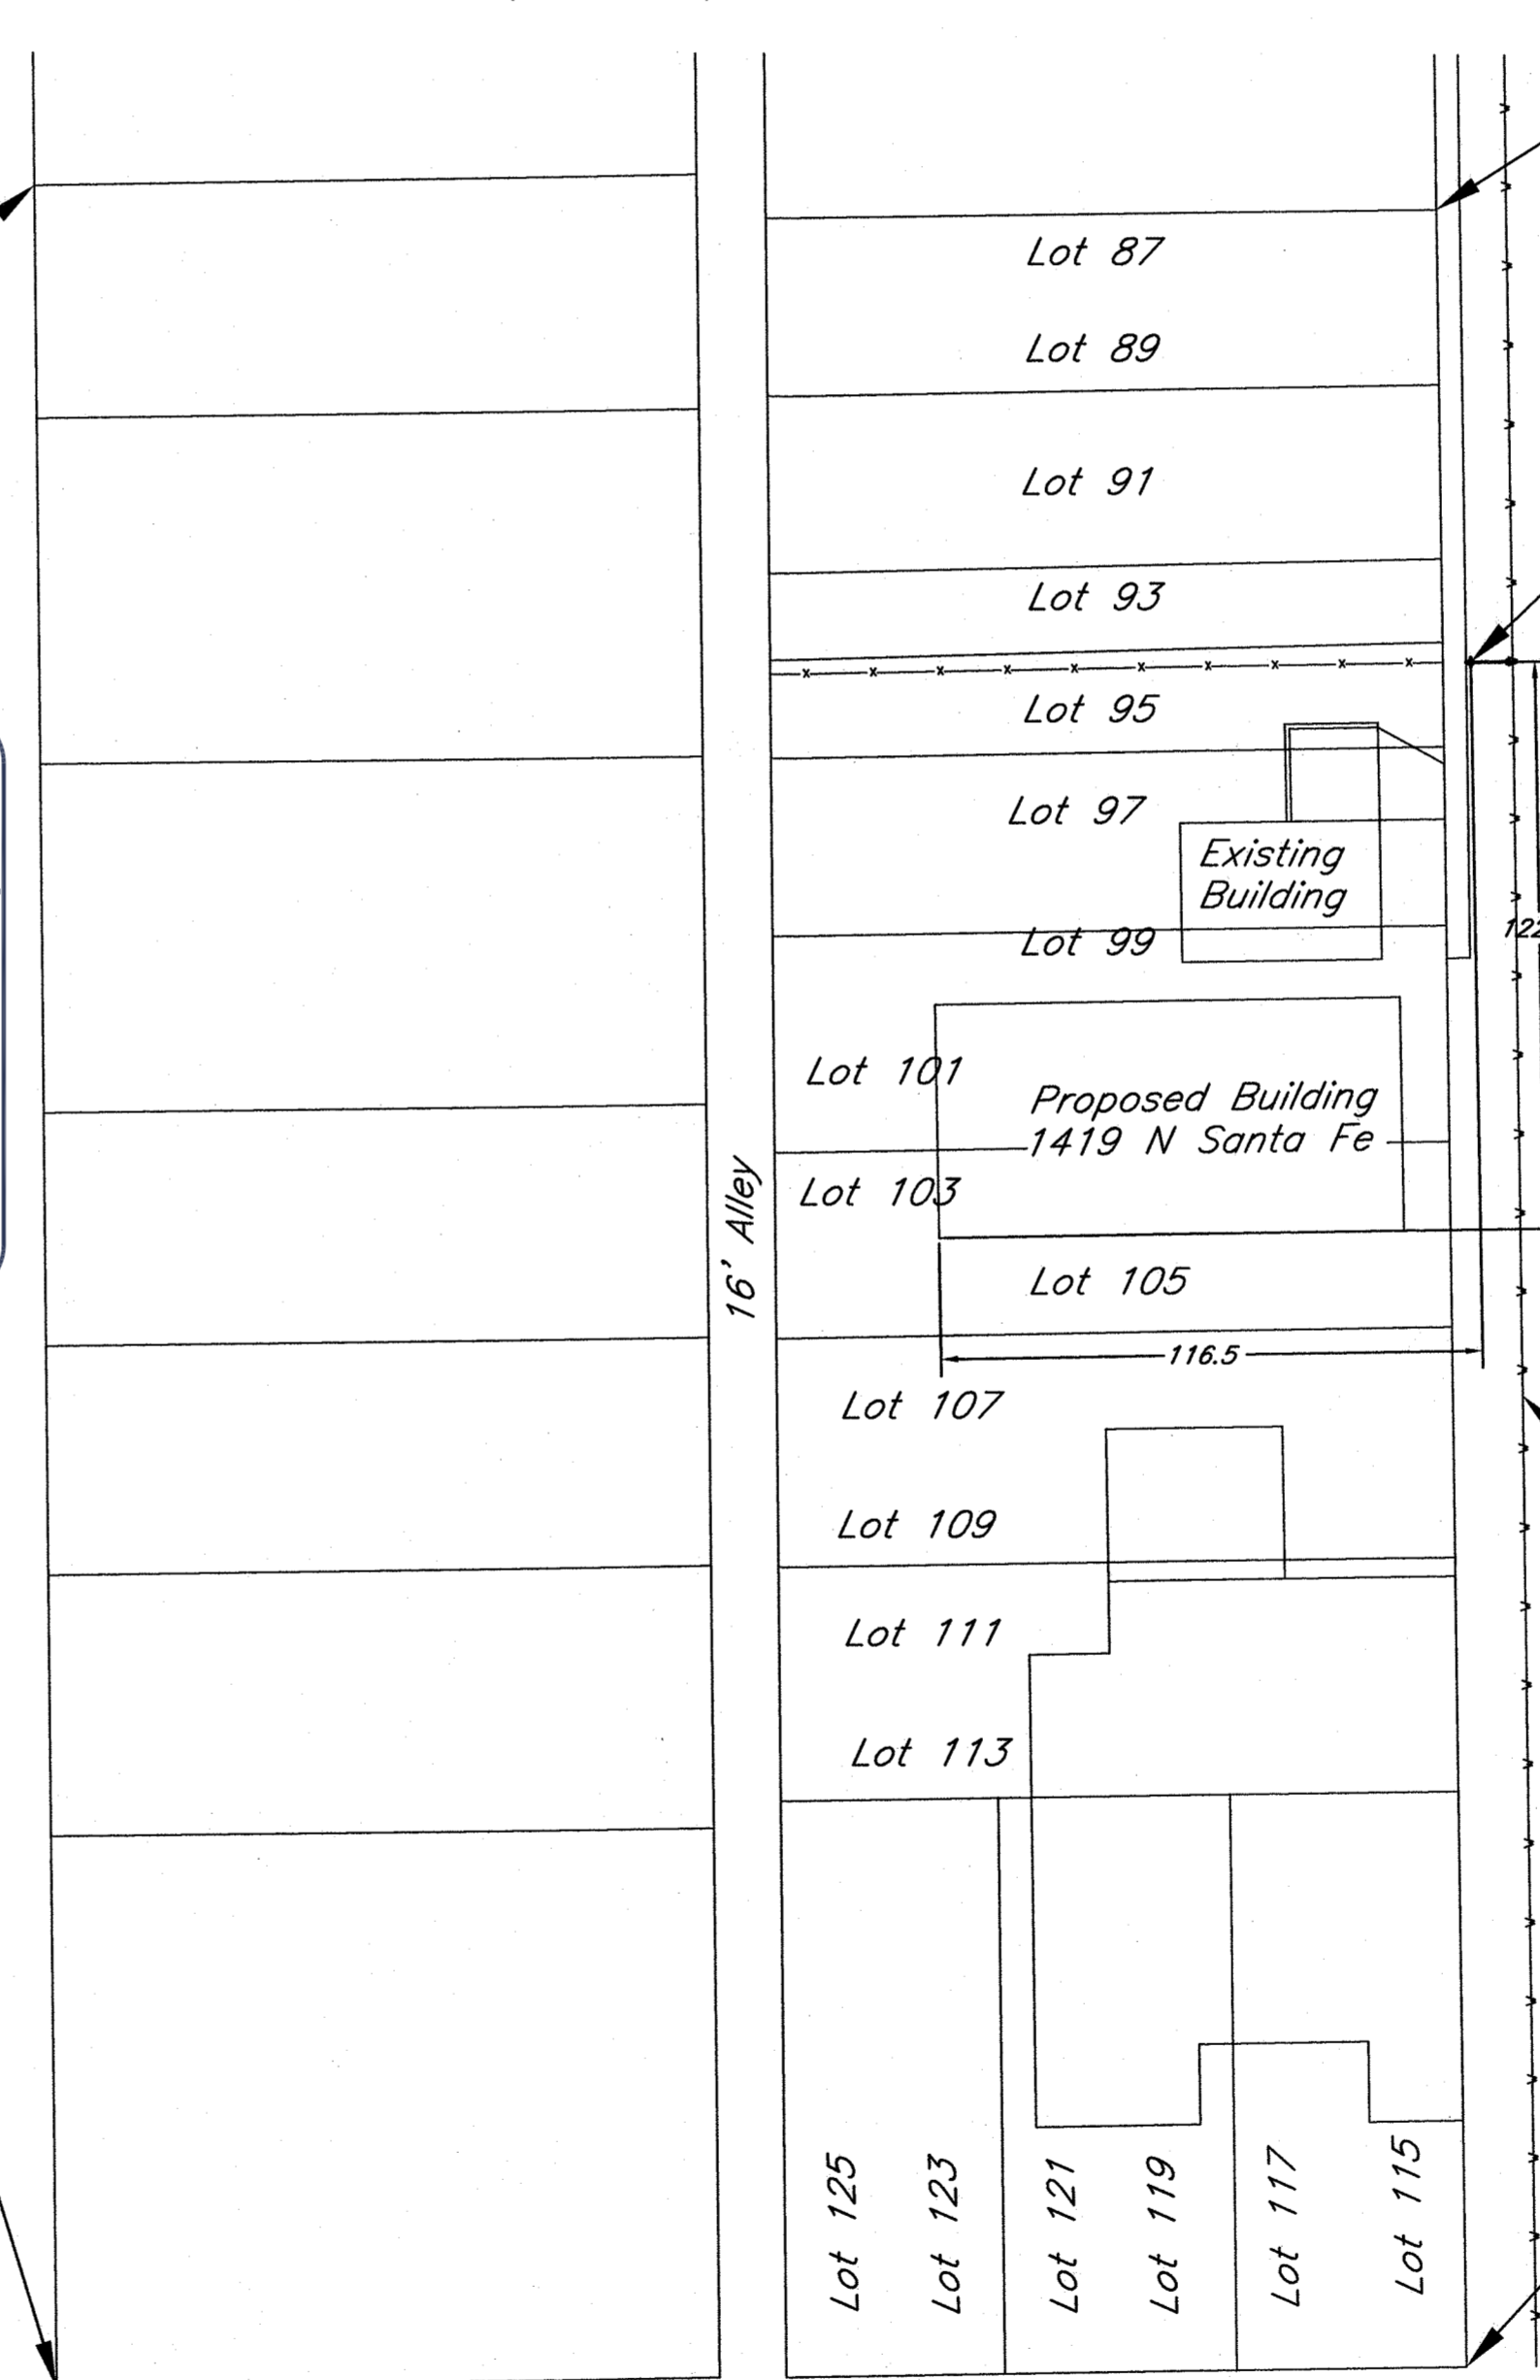 Lot 87
Lot 89
Lot 91
Lot 93
Lot 95
Lot 97
Existing
Building
Lot 99
122
Lot 101
Proposed Building
1419 N Santa Fe
Lot 103
16' Alley
Lot 105
116.5
Lot 107
Lot 109
Lot 111
Lot 113
Lot 125
Lot 123
Lot 121
Lot 119
Lot 117
Lot 115